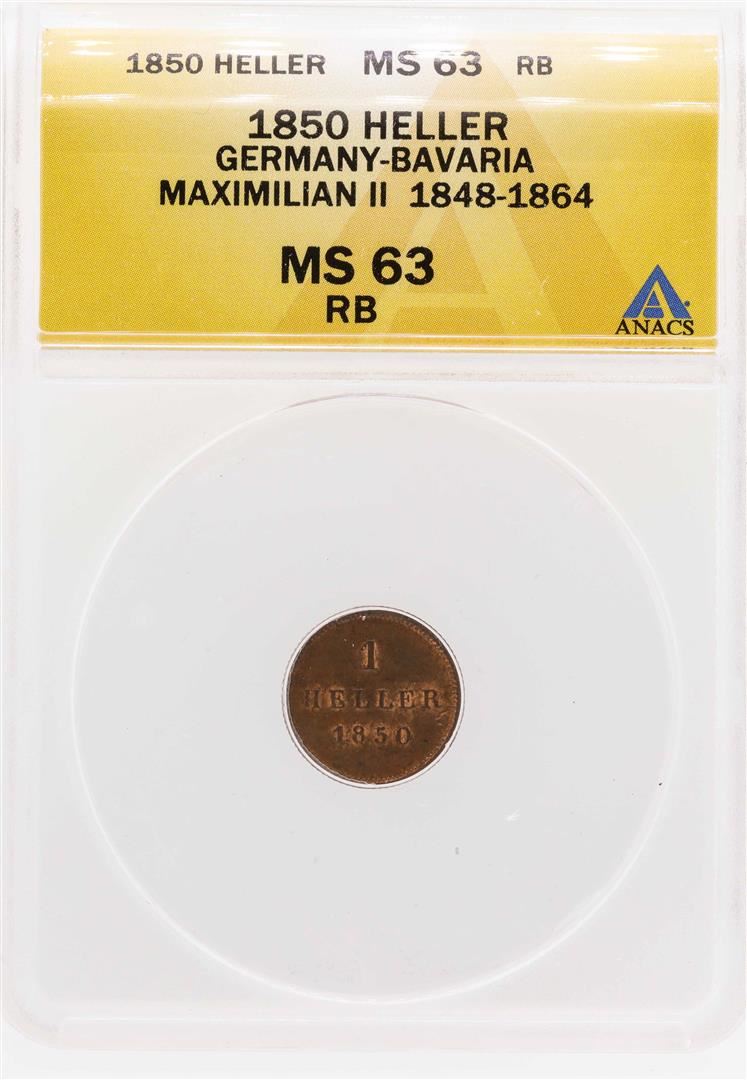 1850 HELLER MS 63 RB
1850 HELLER
GERMANY-BAVARIA
MAXIMILIAN II 1848-1864
MS 63
RB
ANACS
1
HELLER
1850